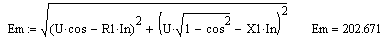 Em := √((U·cos − R1·In)² + (U·√(1 − cos²) − X1·In)²) Em = 202.671